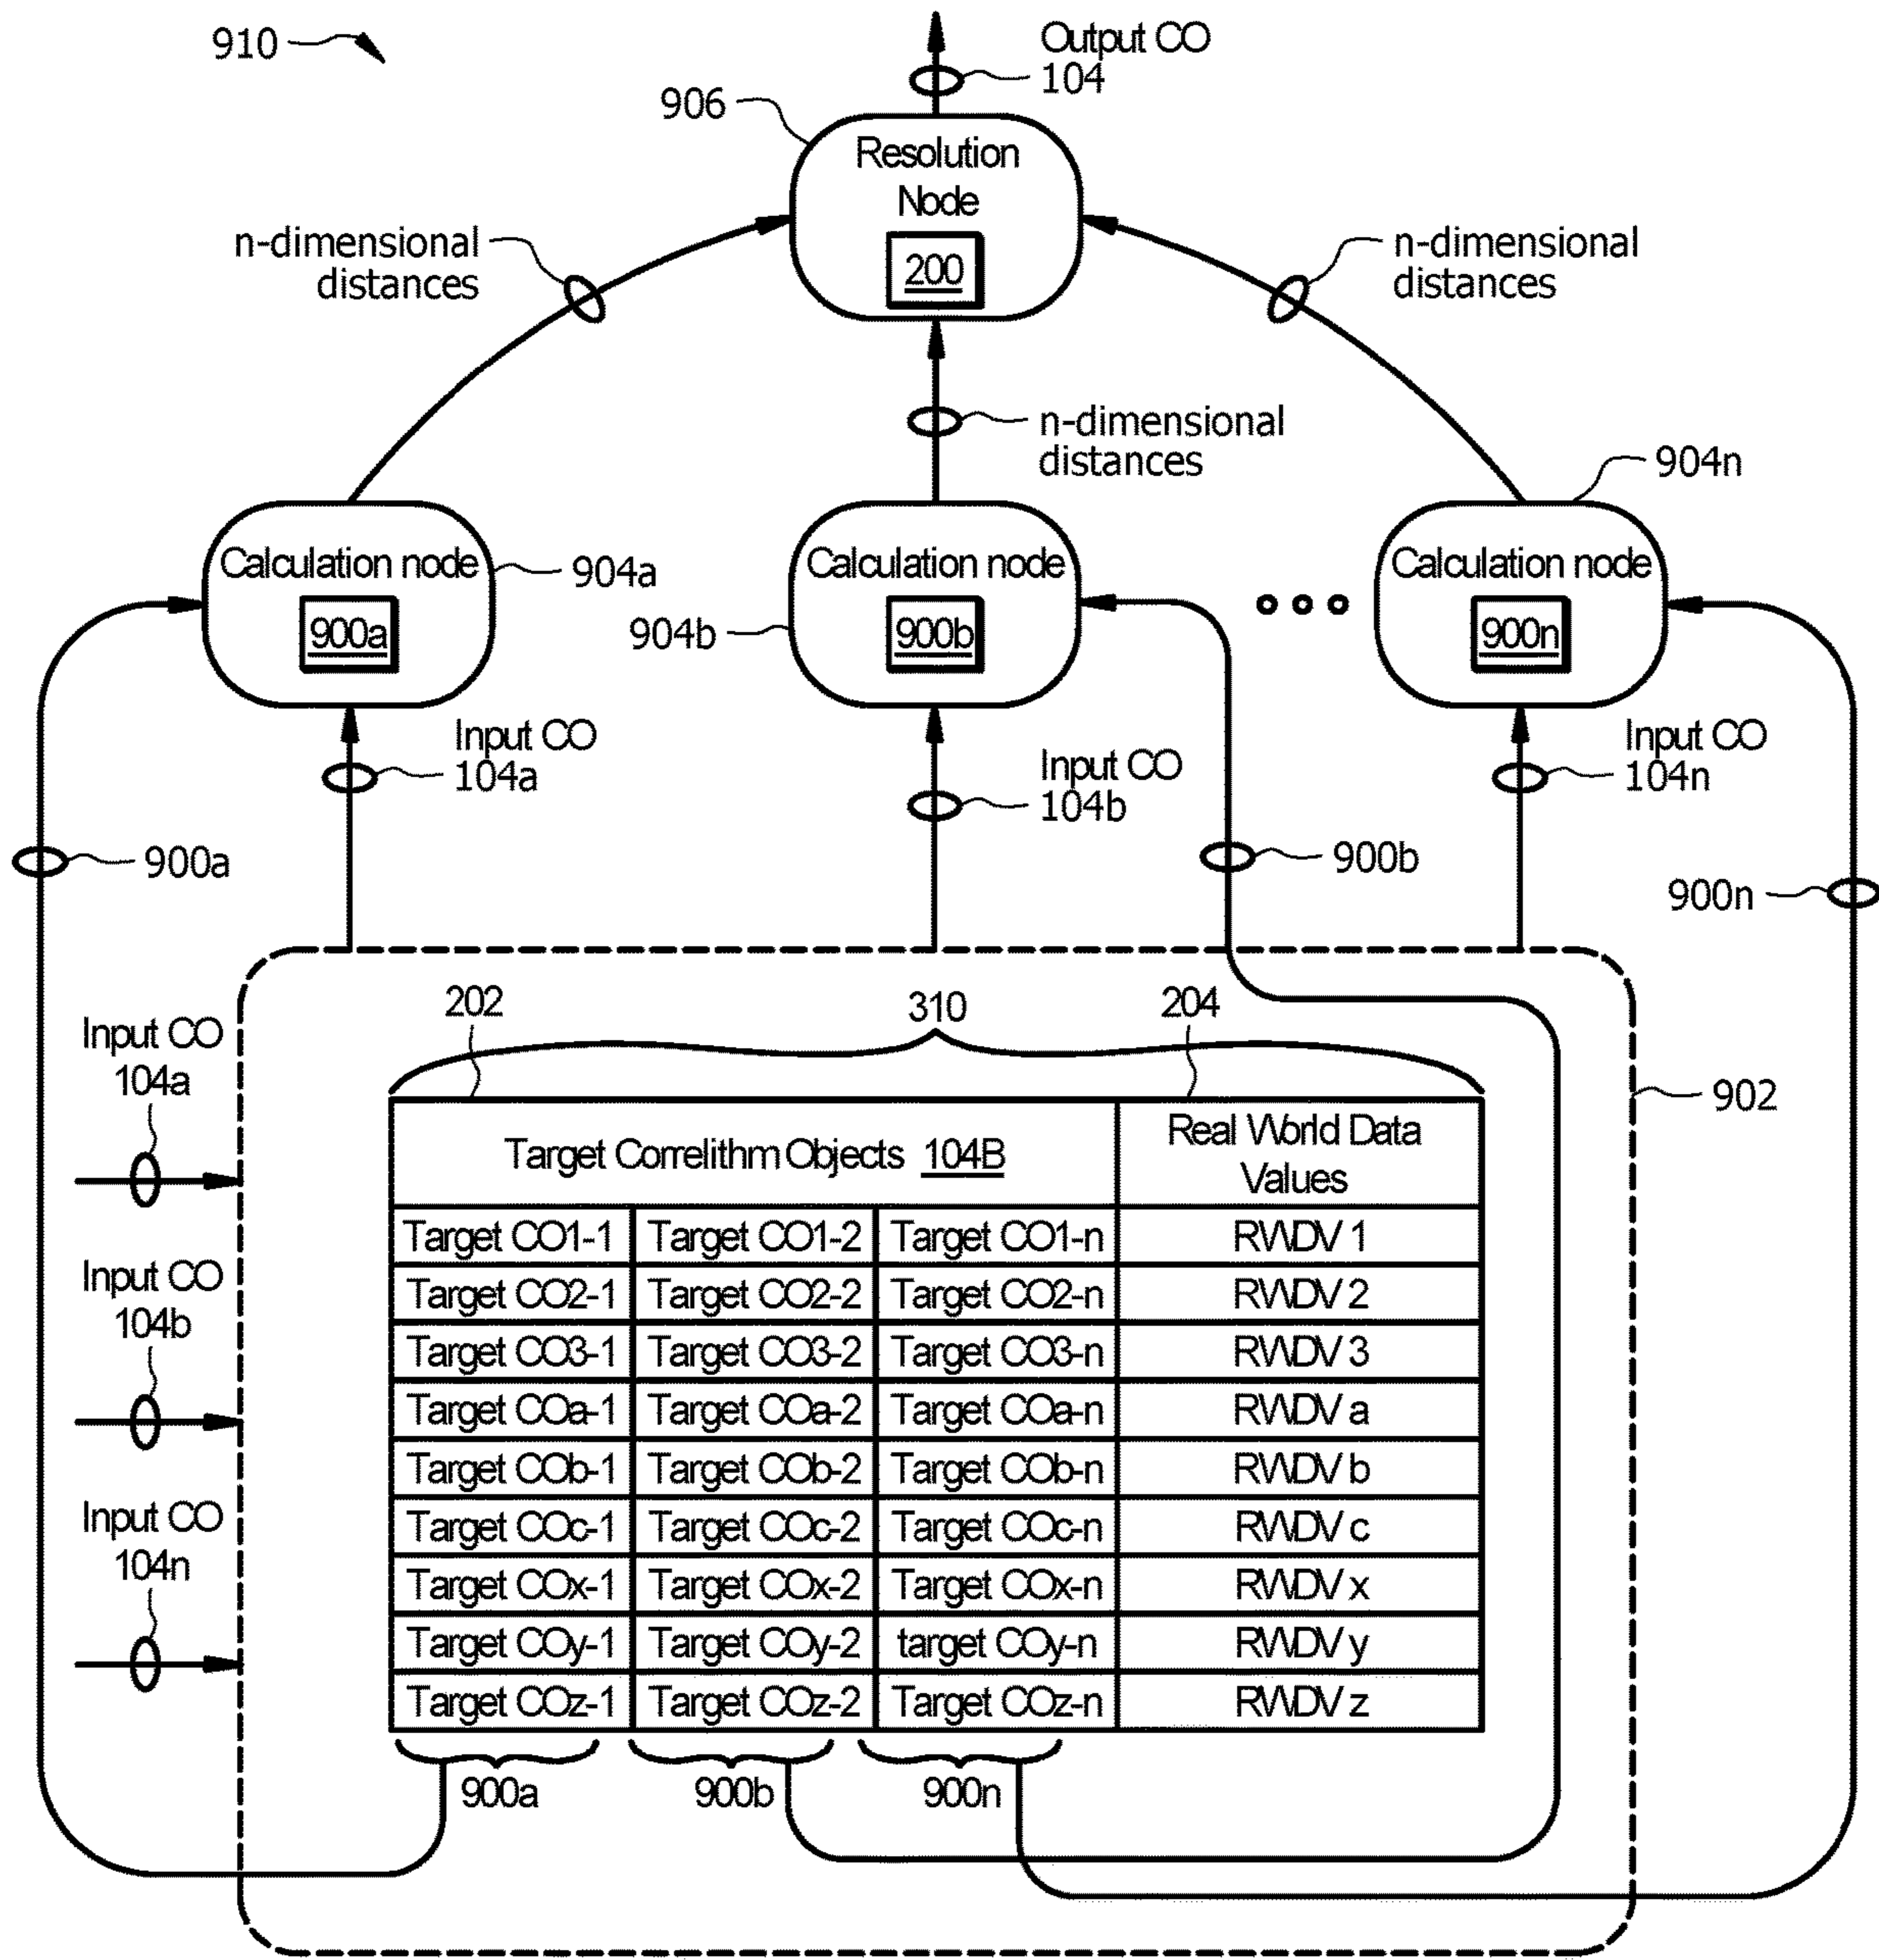 910
Output CO
104
906
Resolution
Node
200
n-dimensional
distances
n-dimensional
distances
n-dimensional
distances
904n
Calculation node
900a
904a
Calculation node
900b
904b
Calculation node
900n
Input CO
104a
Input CO
104b
Input CO
104n
900a
900b
900n
202
310
204
902
Input CO
104a
Input CO
104b
Input CO
104n
Target Correlithm Objects 104B
Real World Data
Values
Target CO1-1 Target CO1-2 Target CO1-n RWDV 1
Target CO2-1 Target CO2-2 Target CO2-n RWDV 2
Target CO3-1 Target CO3-2 Target CO3-n RWDV 3
Target COa-1 Target COa-2 Target COa-n RWDV a
Target COb-1 Target COb-2 Target COb-n RWDV b
Target COc-1 Target COc-2 Target COc-n RWDV c
Target COx-1 Target COx-2 Target COx-n RWDV x
Target COy-1 Target COy-2 target COy-n RWDV y
Target COz-1 Target COz-2 Target COz-n RWDV z
900a 900b 900n